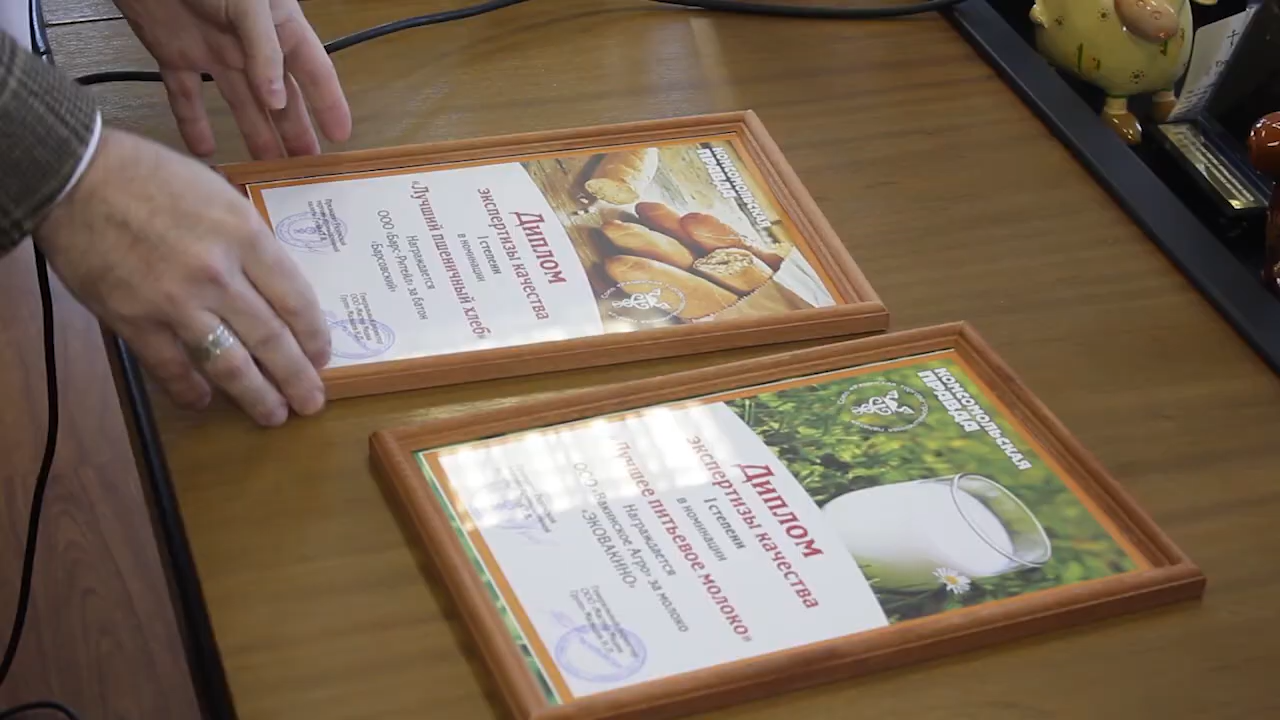 КОМСОМОЛЬСКАЯ
ПРАВДА
ДИПЛОМ
экспертизы качества
I степени
в номинации
«Лучший пшеничный хлеб»
Награждается
ООО «Барс-Ритейл» за батон
«Барсовский»
КОМСОМОЛЬСКАЯ
ПРАВДА
ДИПЛОМ
экспертизы качества
I степени
в номинации
«Лучшее питьевое молоко»
Награждается
ООО «Вакинское Агро» за молоко
«ЭКОВАКИНО»